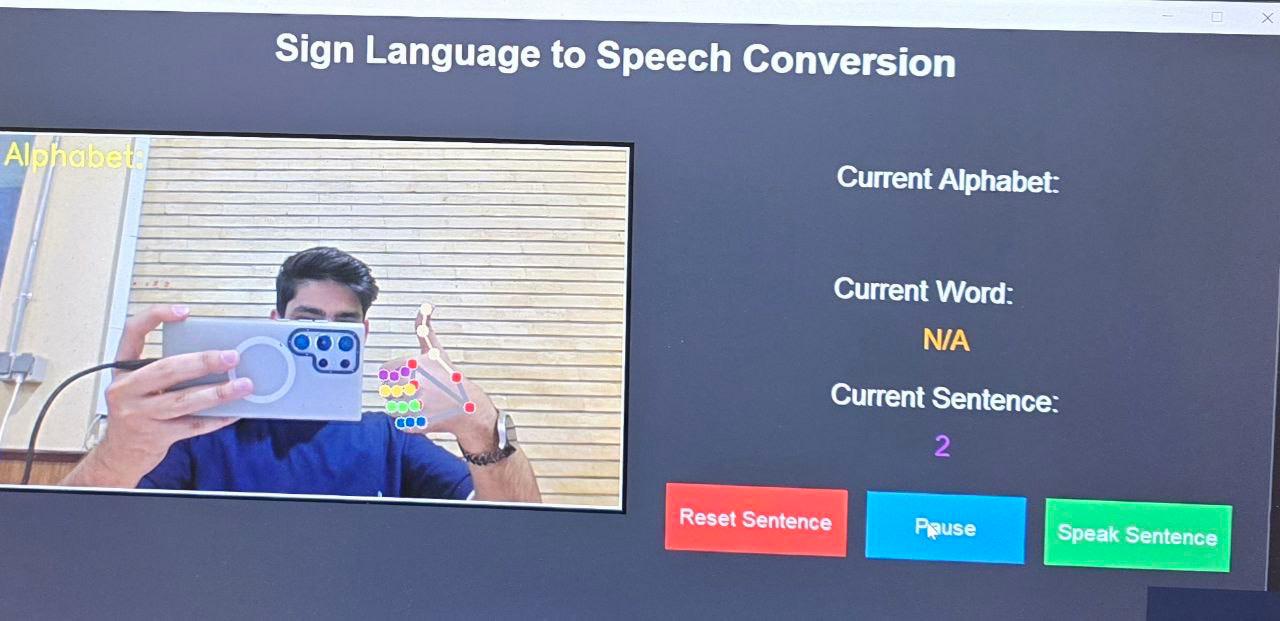 Sign Language to Speech Conversion
Alphabet:
Current Alphabet:
Current Word:
N/A
Current Sentence:
2
Reset Sentence
Pause
Speak Sentence